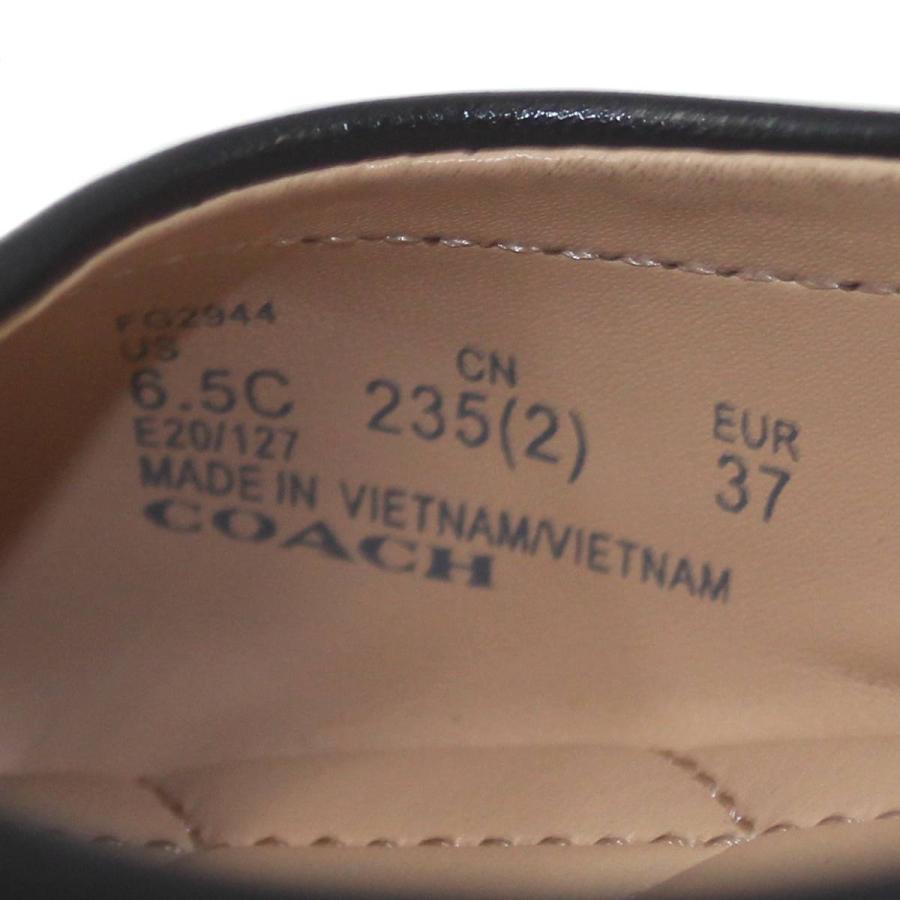 FG2944
US CN EUR
6.5C 235(2) 37
E20/127
MADE IN VIETNAM/VIETNAM
COACH